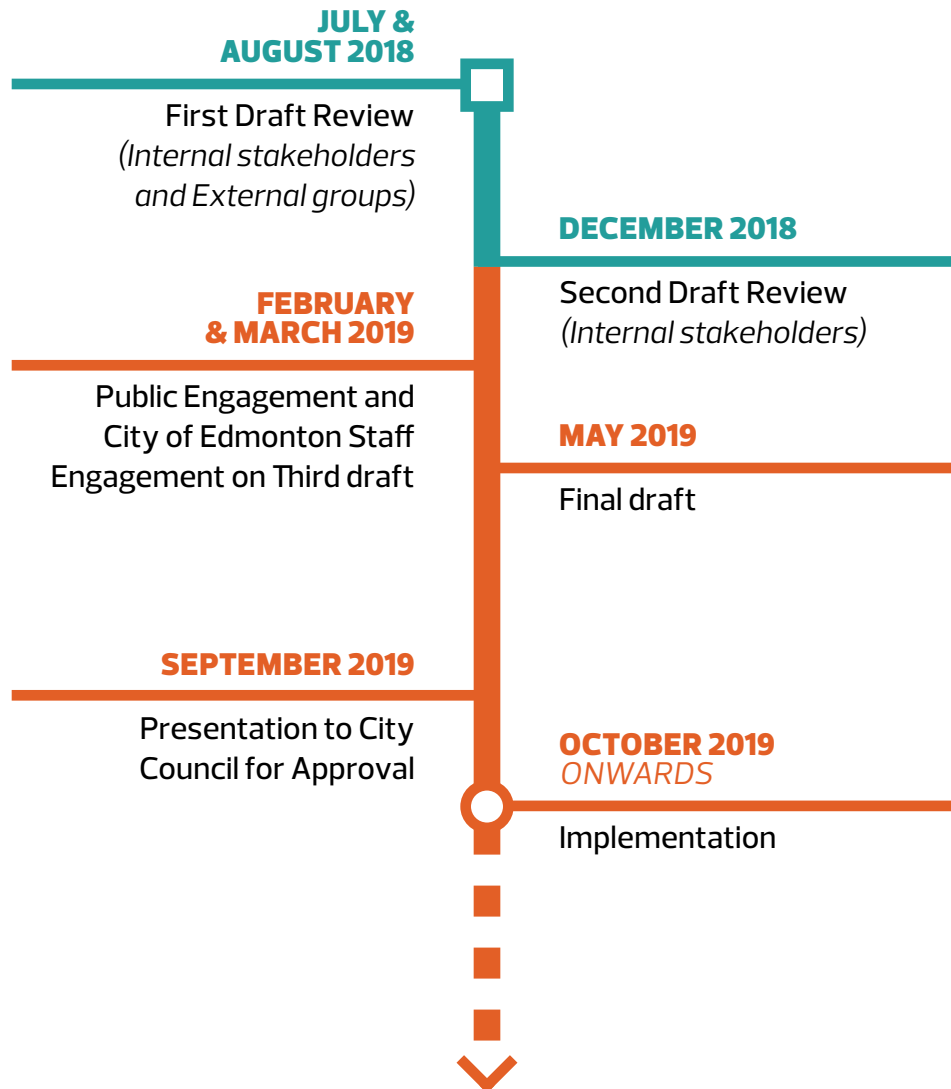 JULY &
AUGUST 2018
First Draft Review
(Internal stakeholders
and External groups)
DECEMBER 2018
Second Draft Review
(Internal stakeholders)
FEBRUARY
& MARCH 2019
Public Engagement and
City of Edmonton Staff
Engagement on Third draft
MAY 2019
Final draft
SEPTEMBER 2019
Presentation to City
Council for Approval
OCTOBER 2019
ONWARDS
Implementation